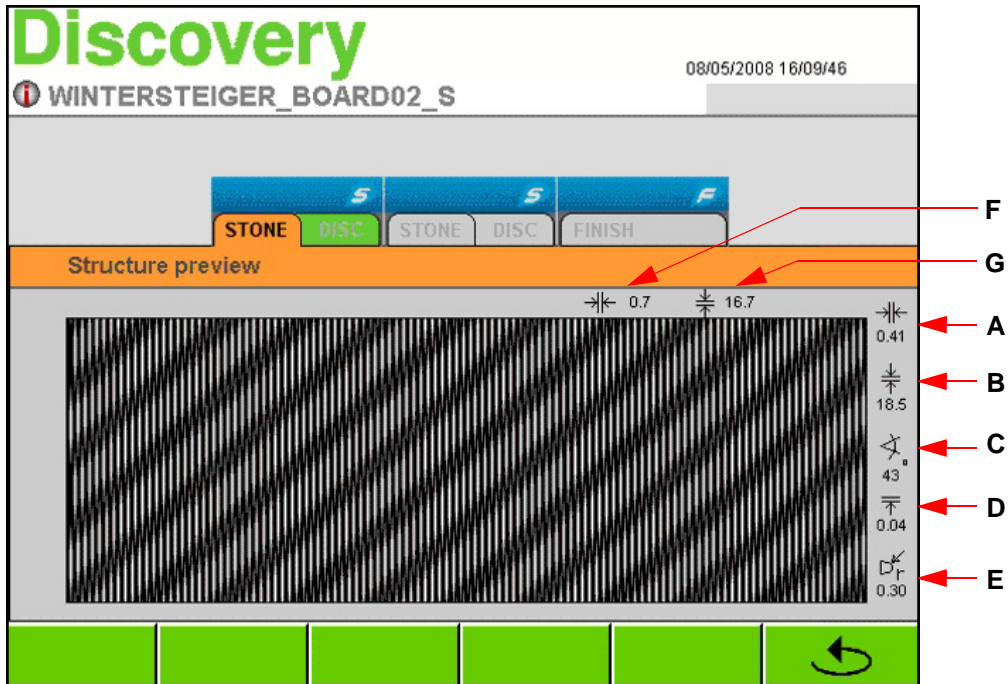 Discovery
08/05/2008 16/09/46
i WINTERSTEIGER_BOARD02_S
S S F
STONE DISC STONE DISC FINISH
F
Structure preview
G
0.7 16.7
A
0.41
B
18.5
C
43
D
0.04
r
E
0.30